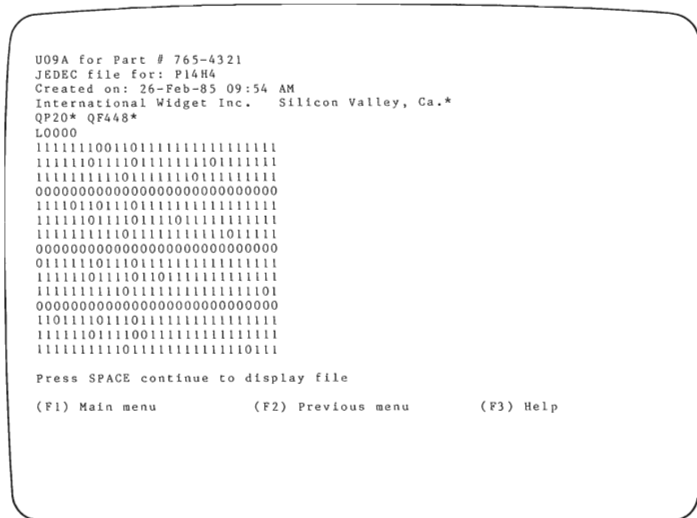 U09A for Part # 765-4321
JEDEC file for: P14H4
Created on: 26-Feb-85 09:54 AM
International Widget Inc. Silicon Valley, Ca.*
QP20* QF448*
L0000
1111111001101111111111111111
1111110111101111111101111111
1111111111011111110111111111
0000000000000000000000000000
1111011011101111111111111111
1111110111101111011111111111
1111111111011111111111011111
0000000000000000000000000000
0111111011101111111111111111
1111110111101101111111111111
1111111111011111111111111101
0000000000000000000000000000
1101111011101111111111111111
1111110111100111111111111111
1111111111011111111111110111
Press SPACE continue to display file
(F1) Main menu (F2) Previous menu (F3) Help